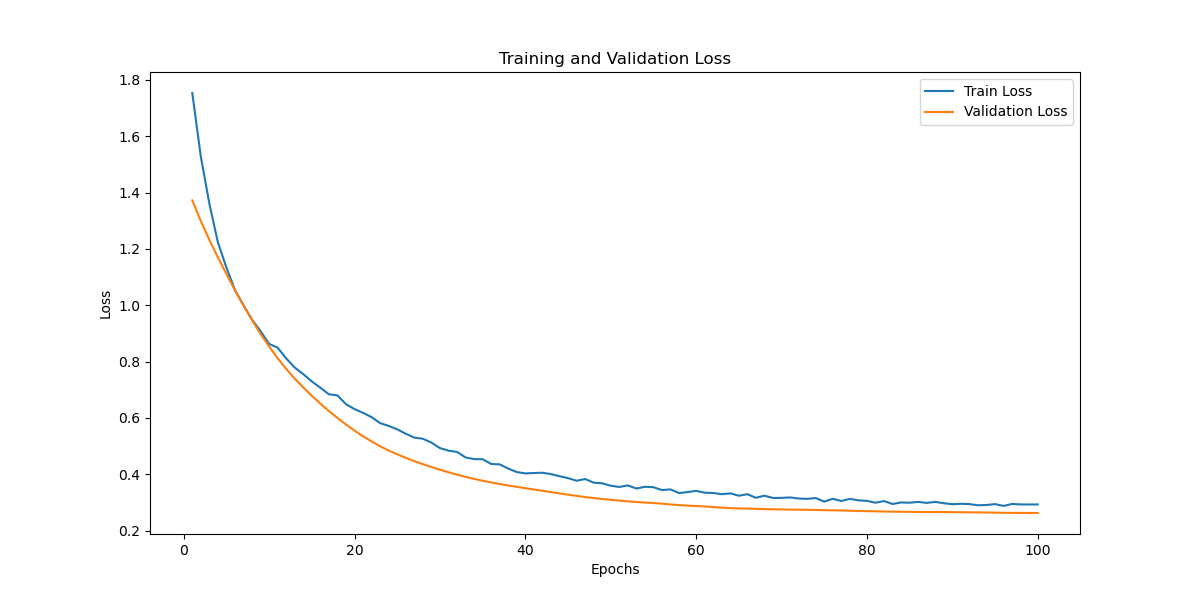 Training and Validation Loss
Train Loss
Validation Loss
1.8
1.6
1.4
1.2
1.0
0.8
0.6
0.4
0.2
Loss
0 20 40 60 80 100
Epochs